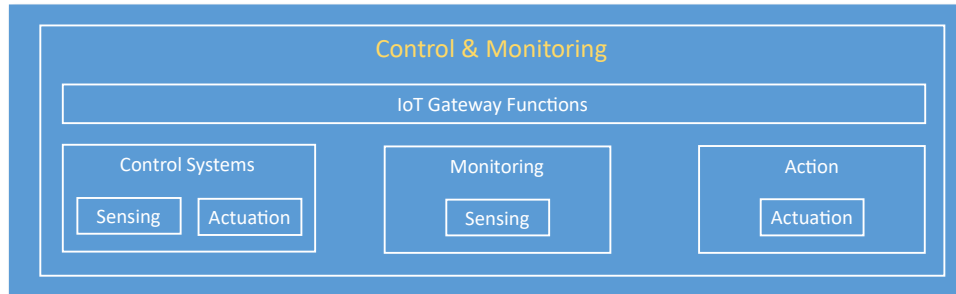 Control & Monitoring
IoT Gateway Functions
Control Systems
Sensing
Actuation
Monitoring
Sensing
Action
Actuation